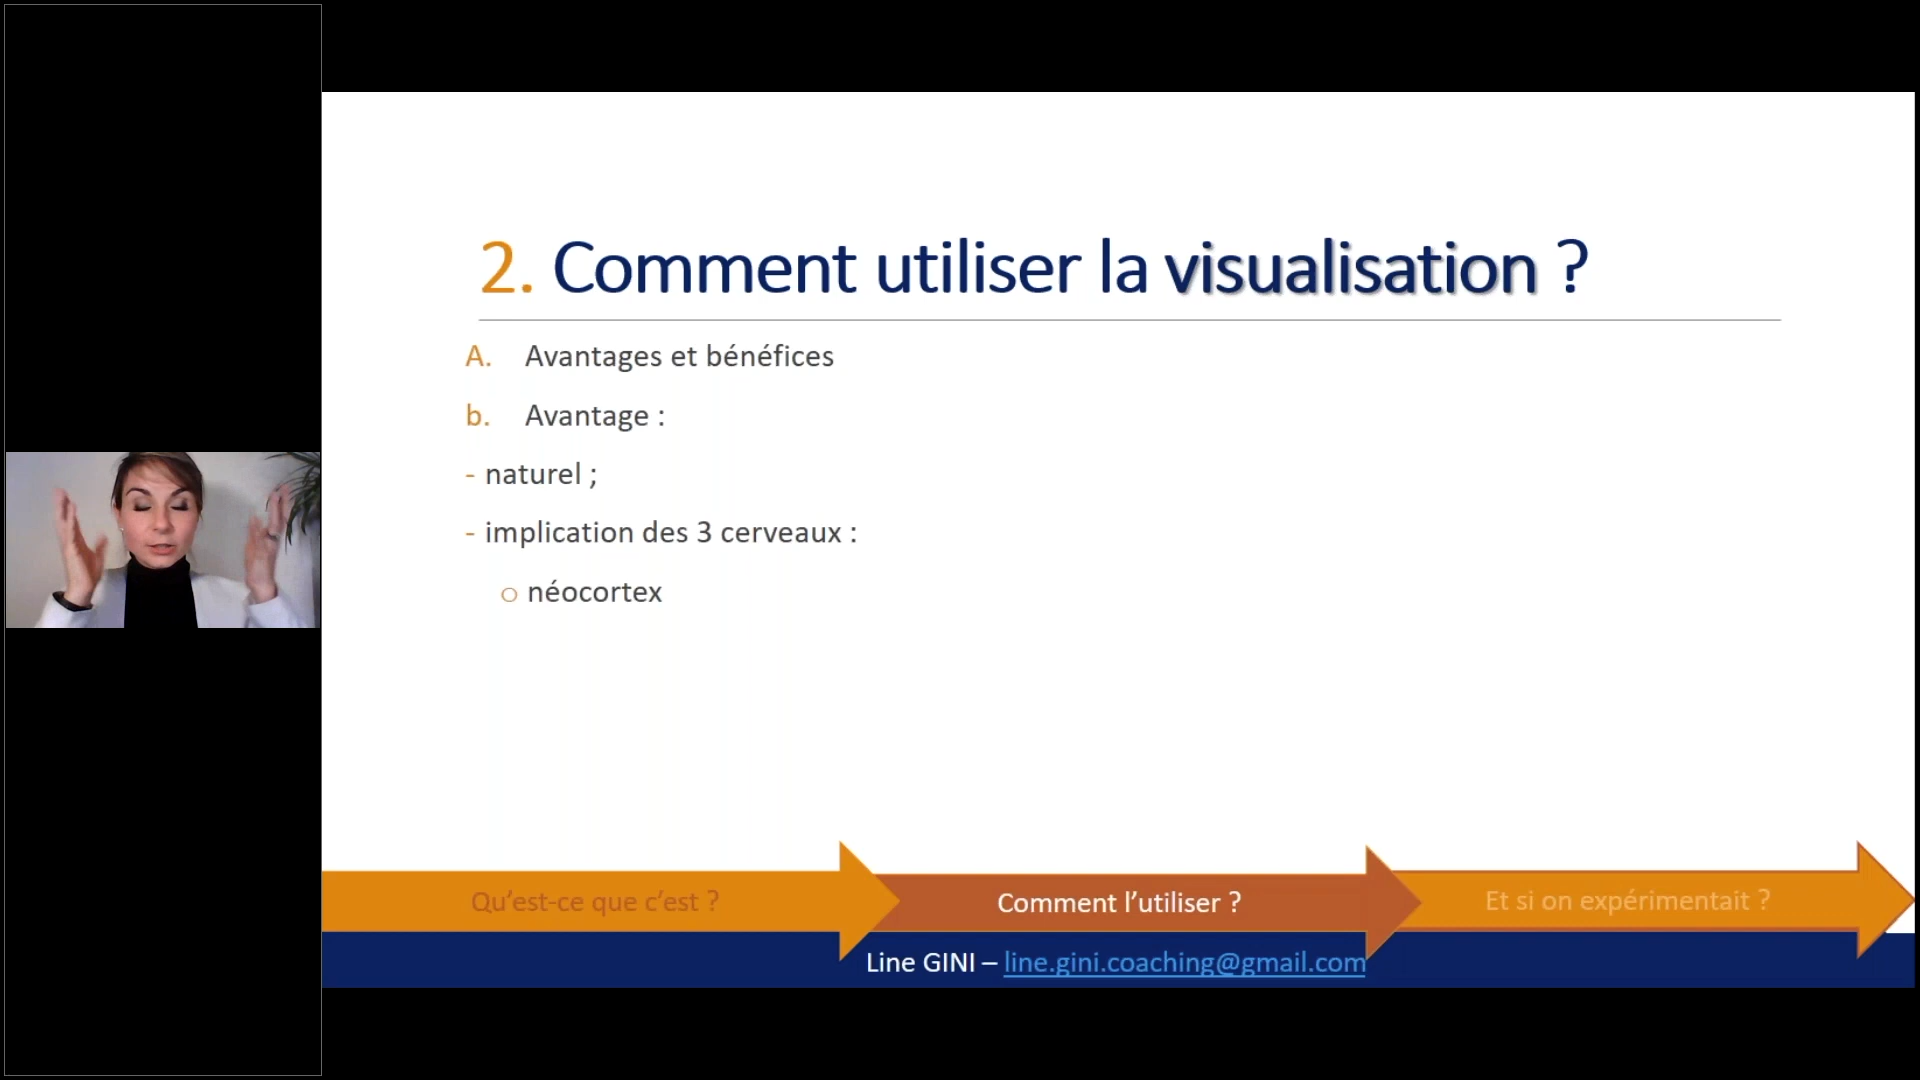 2. Comment utiliser la visualisation ?
A. Avantages et bénéfices
b. Avantage :
- naturel ;
- implication des 3 cerveaux :
o néocortex
Qu’est-ce que c’est ?
Comment l’utiliser ?
Et si on expérimentait ?
Line GINI – line.gini.coaching@gmail.com